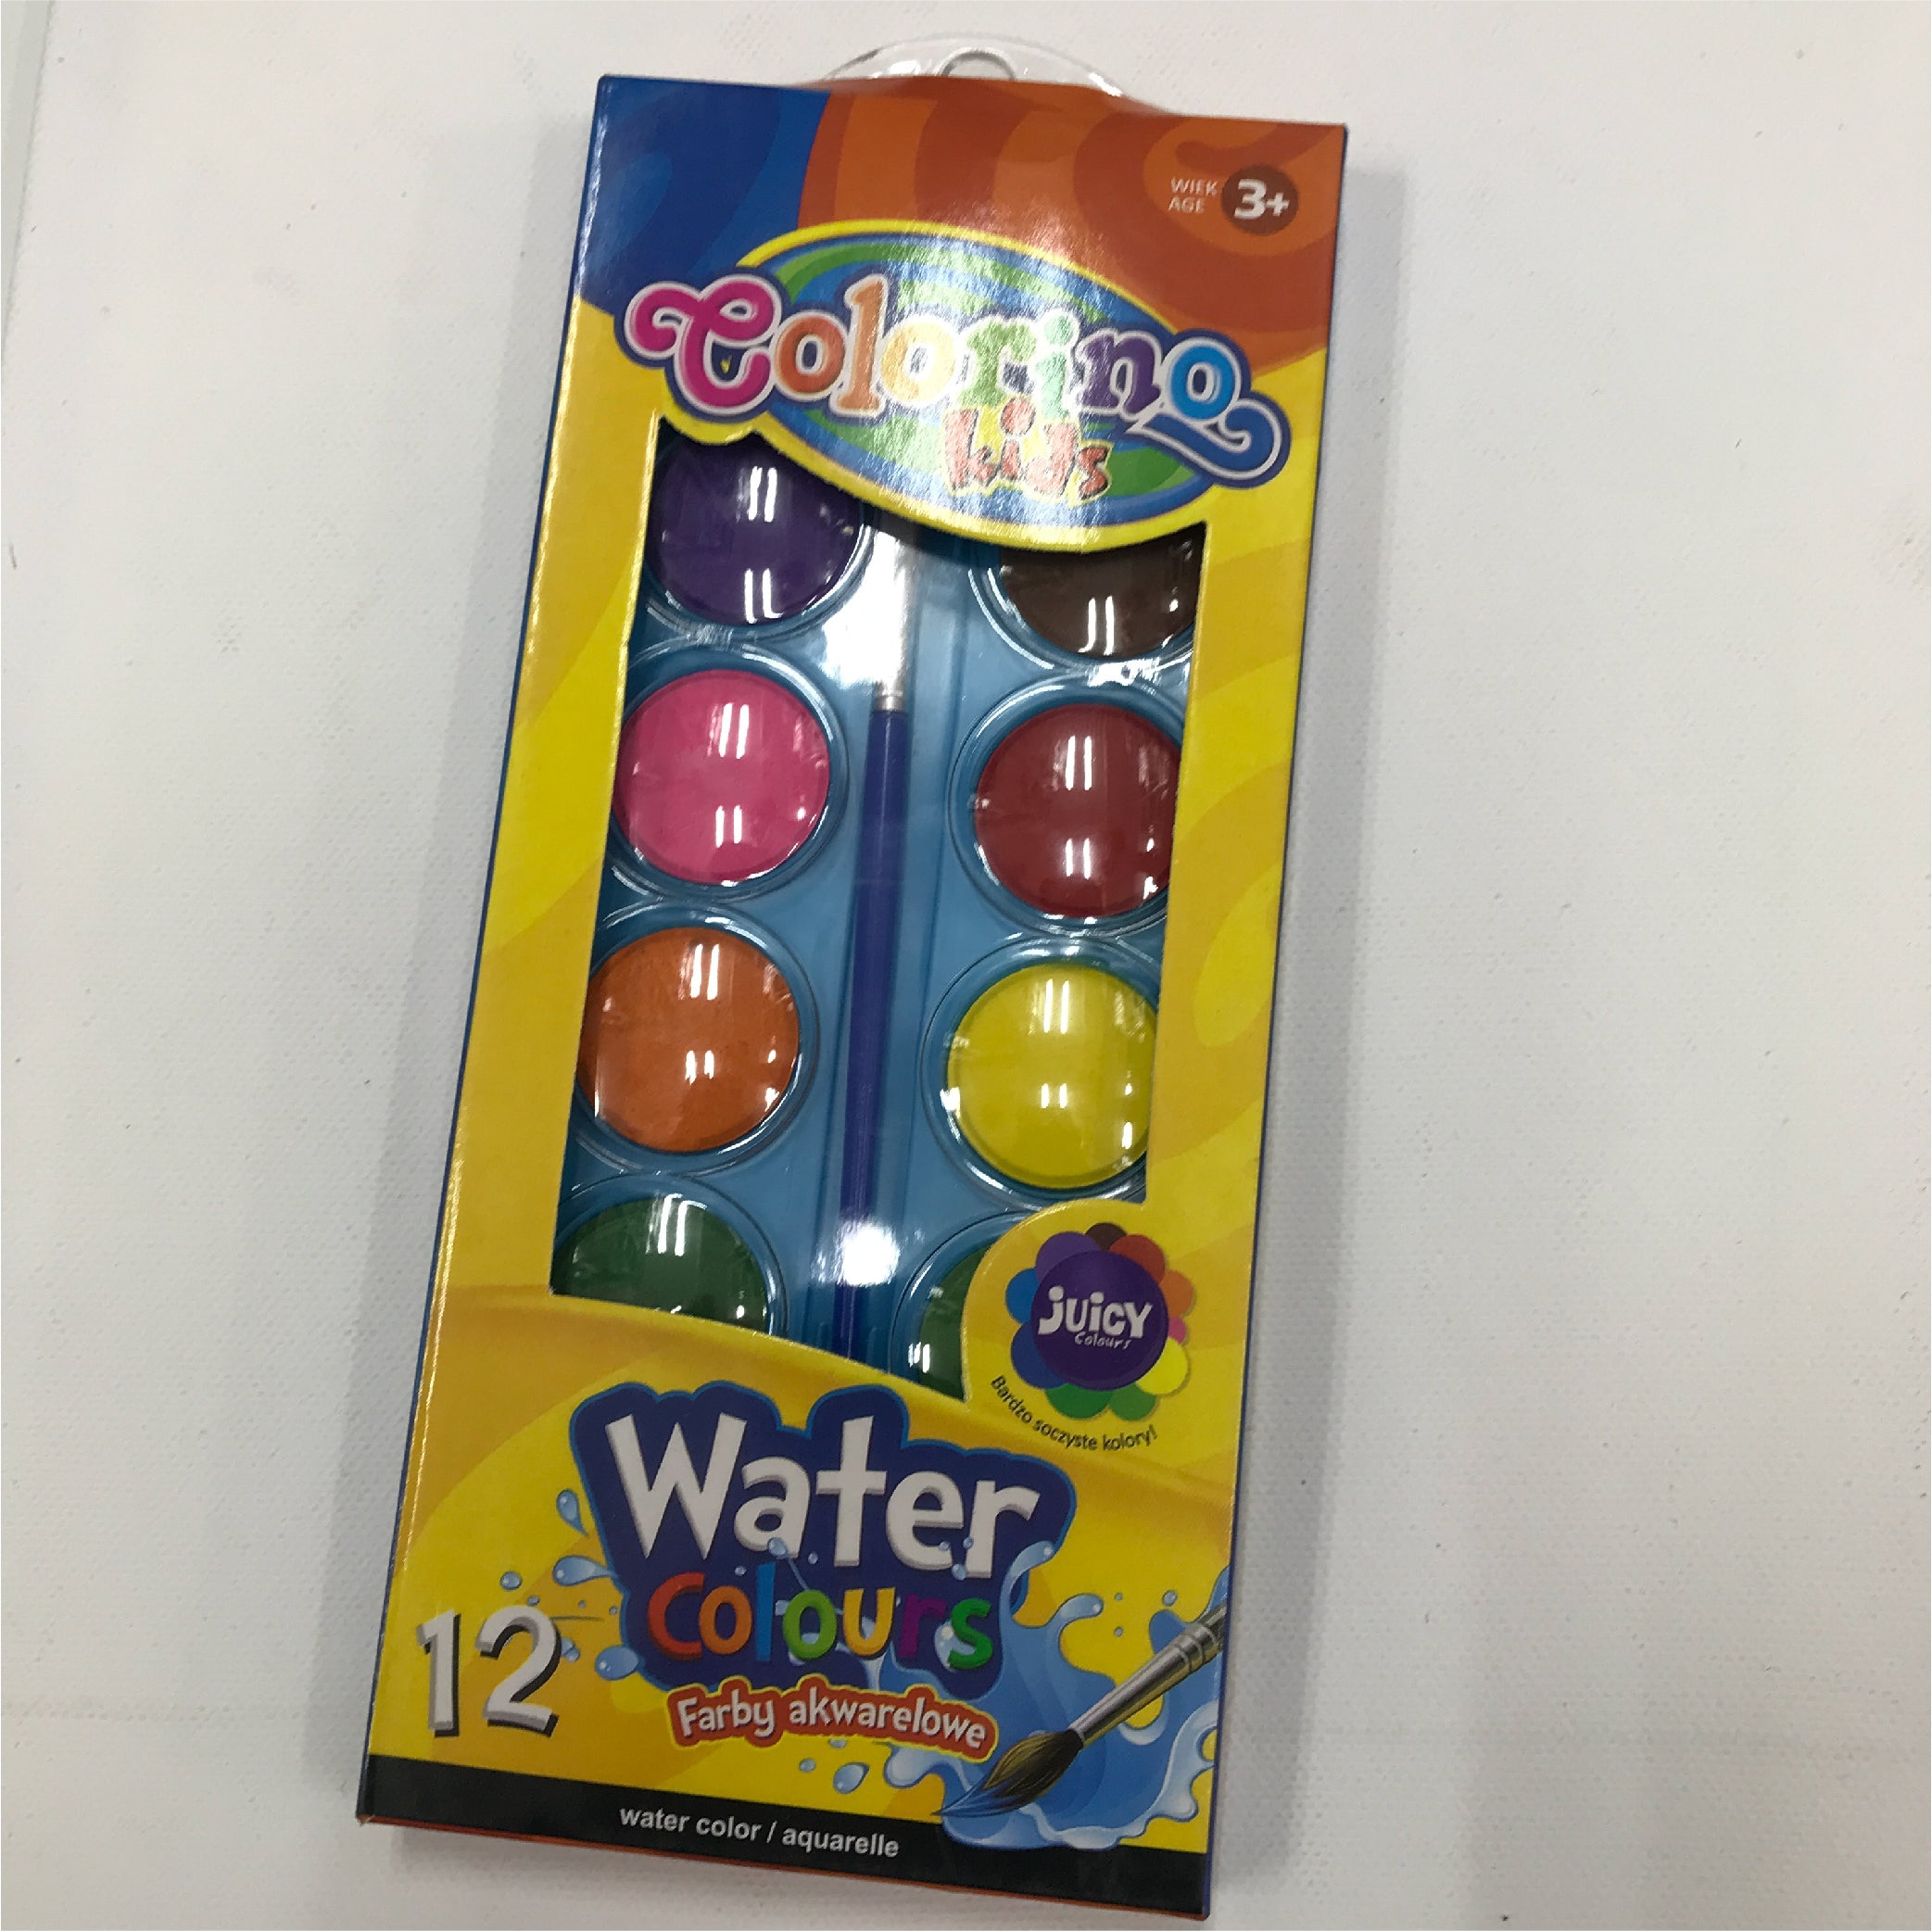 WIEK
AGE
3+
Colorino
kids
JUICY
Colours
Bardzo soczyste kolory!
Water
Colours
12
Farby akwarelowe
water color / aquarelle